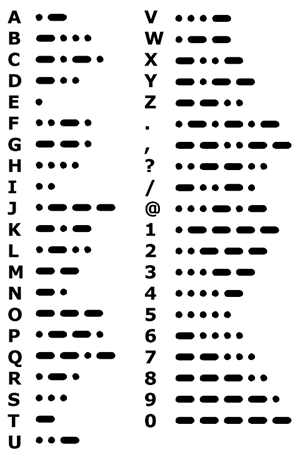 A • —
B — • • •
C — • — •
D — • •
E •
F • • — •
G — — •
H • • • •
I • •
J • — — —
K — • —
L • — • •
M — —
N — •
O — — —
P • — — •
Q — — • —
R • — •
S • • •
T —
U • • —
V • • • —
W • — —
X — • • —
Y — • — —
Z — — • •
. • — • — • —
, — — • • — —
? • • — — • •
/ — • • — •
@ • • • — • —
1 • — — — —
2 • • — — —
3 • • • — —
4 • • • • —
5 • • • • •
6 — • • • •
7 — — • • •
8 — — — • •
9 — — — — •
0 — — — — —